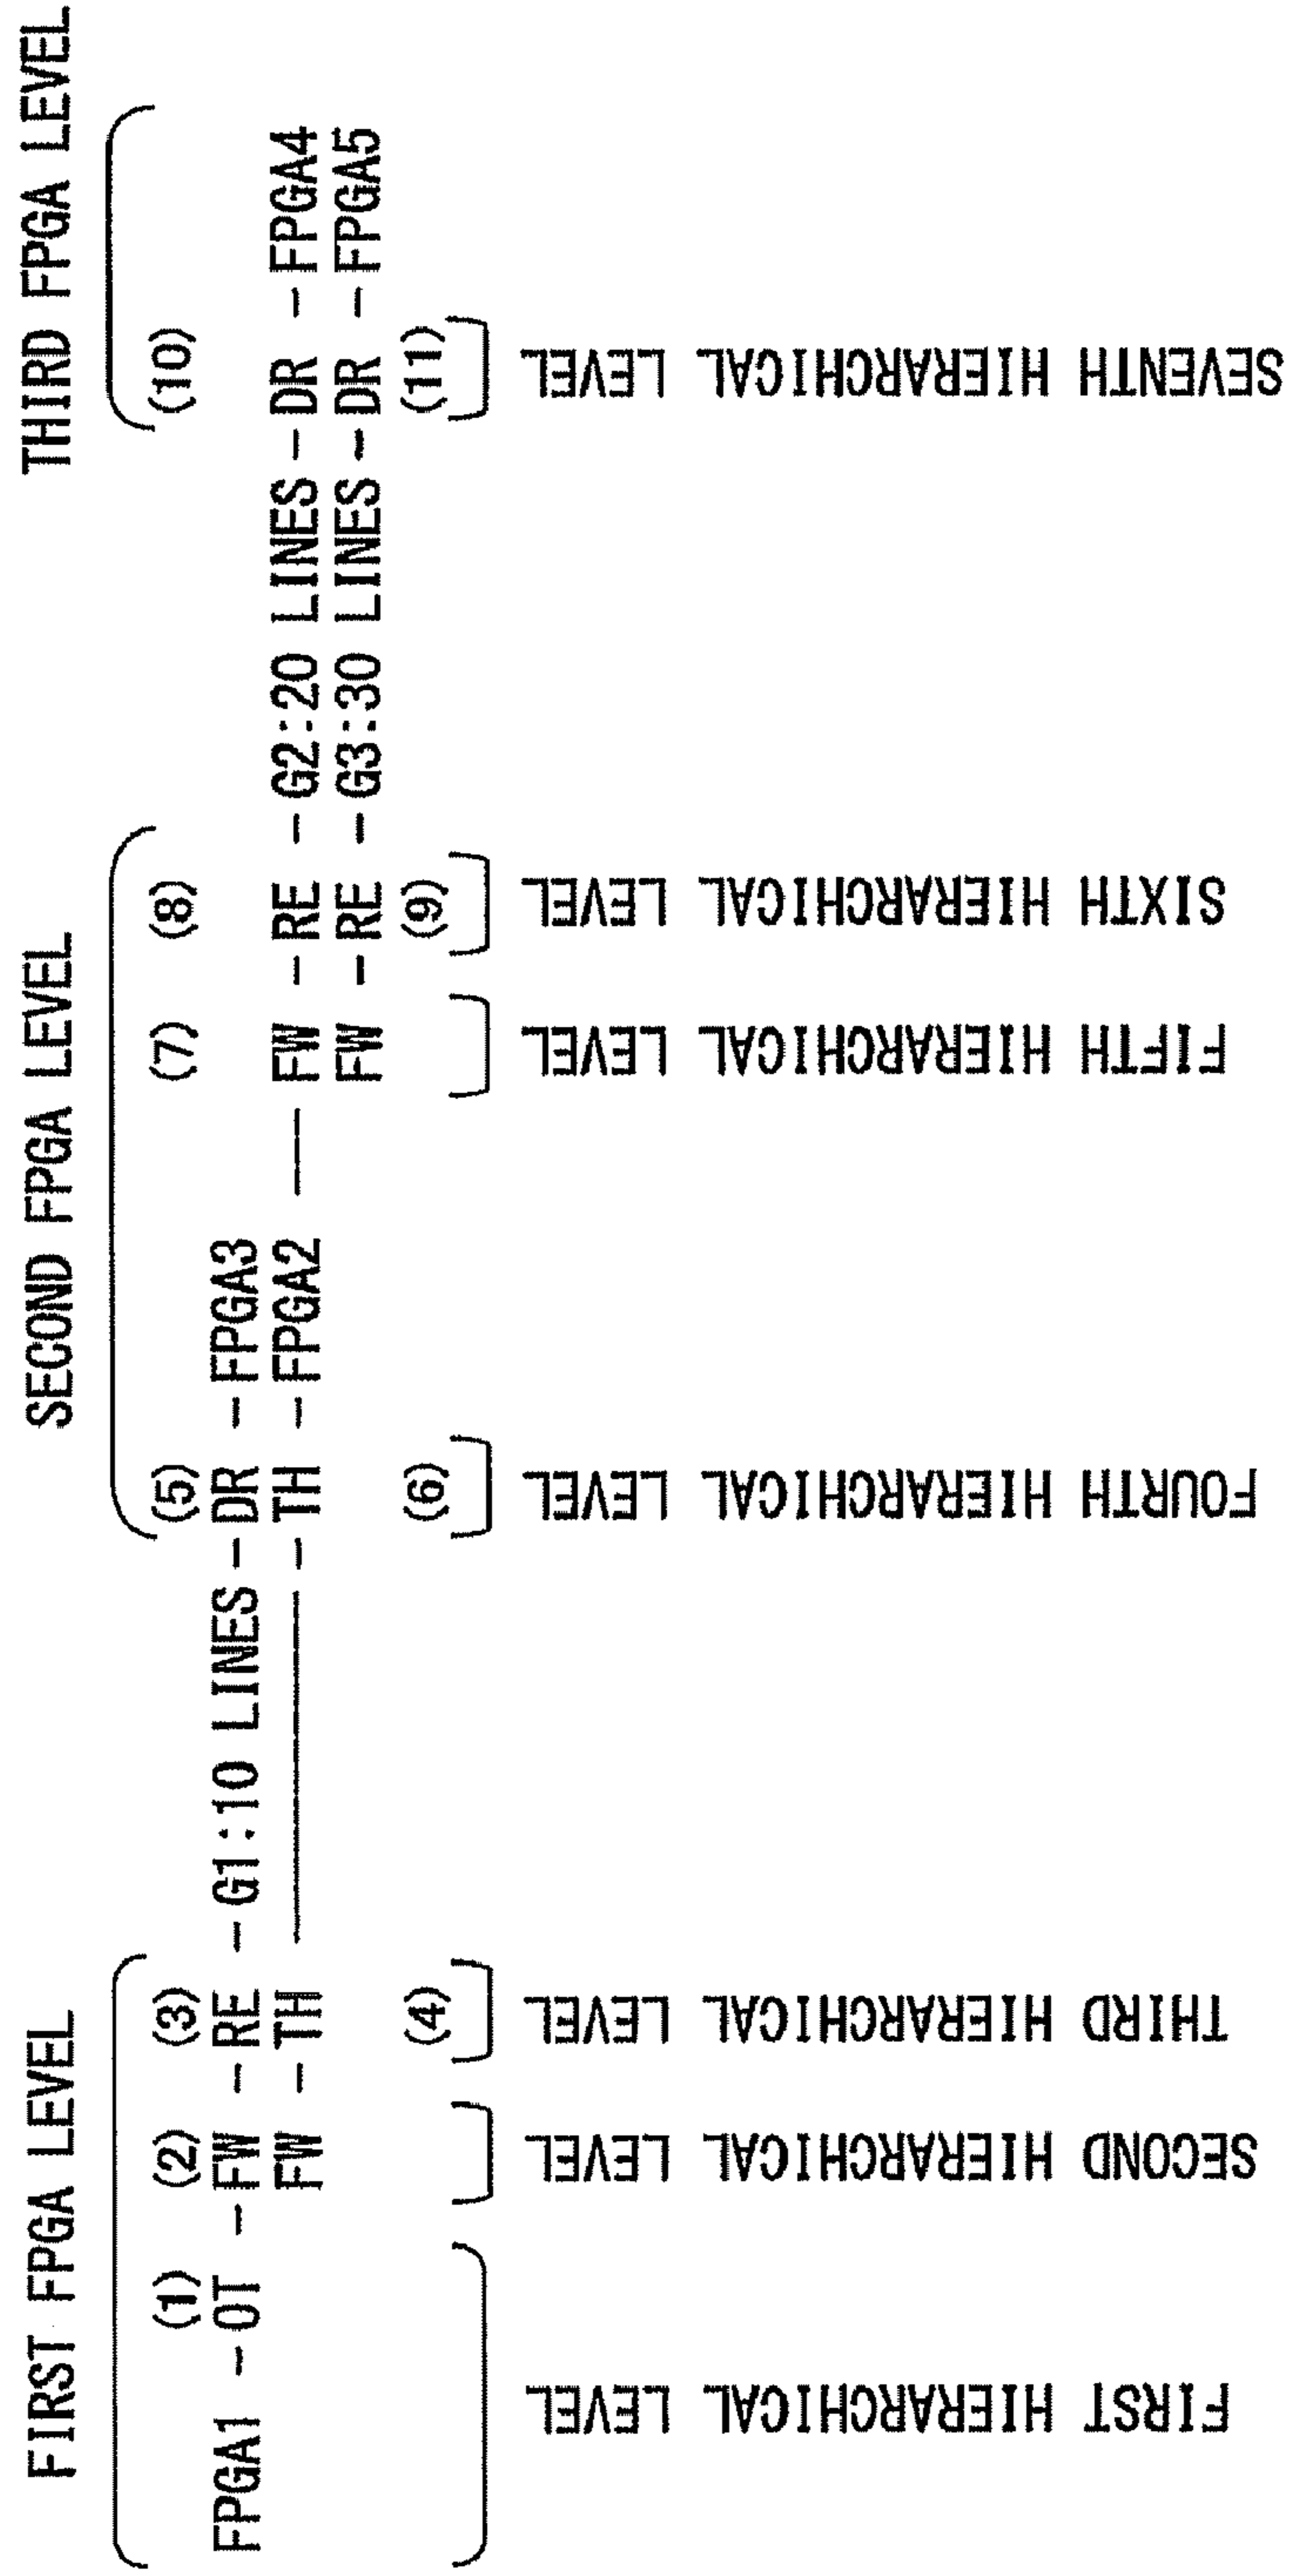 FIRST FPGA LEVEL SECOND FPGA LEVEL THIRD FPGA LEVEL
(1) (2) (3) (5) (7) (8) (10)
FPGA1 -OT -FW -RE -G1:10 LINES-DR -FPGA3
FW -TH ——— -TH -FPGA2 —— FW -RE -G2:20 LINES-DR -FPGA4
FW -RE -G3:30 LINES-DR -FPGA5
(4) (6) (9) (11)
FIRST HIERARCHICAL LEVEL
SECOND HIERARCHICAL LEVEL
THIRD HIERARCHICAL LEVEL
FOURTH HIERARCHICAL LEVEL
FIFTH HIERARCHICAL LEVEL
SIXTH HIERARCHICAL LEVEL
SEVENTH HIERARCHICAL LEVEL